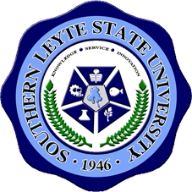 SOUTHERN LEYTE STATE UNIVERSITY
KNOWLEDGE • SERVICE • INNOVATION
• 1946 •